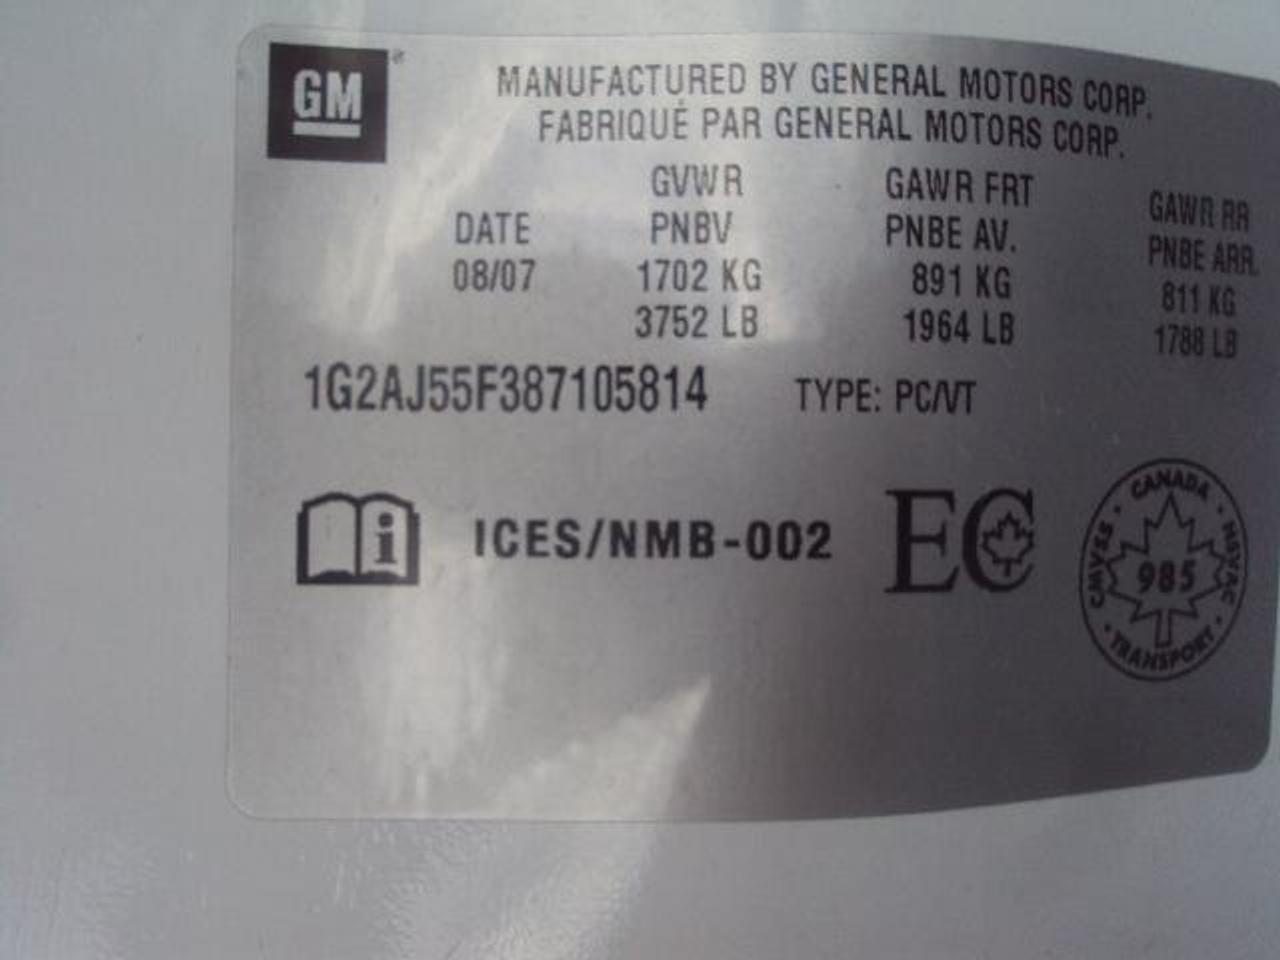 GM
MANUFACTURED BY GENERAL MOTORS CORP.
FABRIQUÉ PAR GENERAL MOTORS CORP.
GVWR GAWR FRT GAWR RR
DATE PNBV PNBE AV. PNBE ARR.
08/07 1702 KG 891 KG 811 KG
3752 LB 1964 LB 1788 LB
1G2AJ55F387105814 TYPE: PC/VT
i ICES/NMB-002 EC
CANADA
CMVSS 985 NSVAC
TRANSPORT